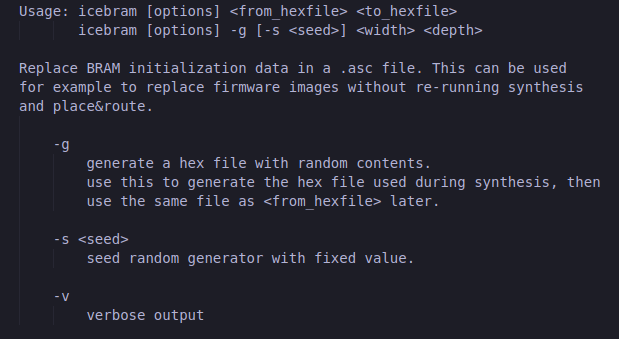 Usage: icebram [options] <from_hexfile> <to_hexfile>
       icebram [options] -g [-s <seed>] <width> <depth>

Replace BRAM initialization data in a .asc file. This can be used
for example to replace firmware images without re-running synthesis
and place&route.

    -g
        generate a hex file with random contents.
        use this to generate the hex file used during synthesis, then
        use the same file as <from_hexfile> later.

    -s <seed>
        seed random generator with fixed value.

    -v
        verbose output